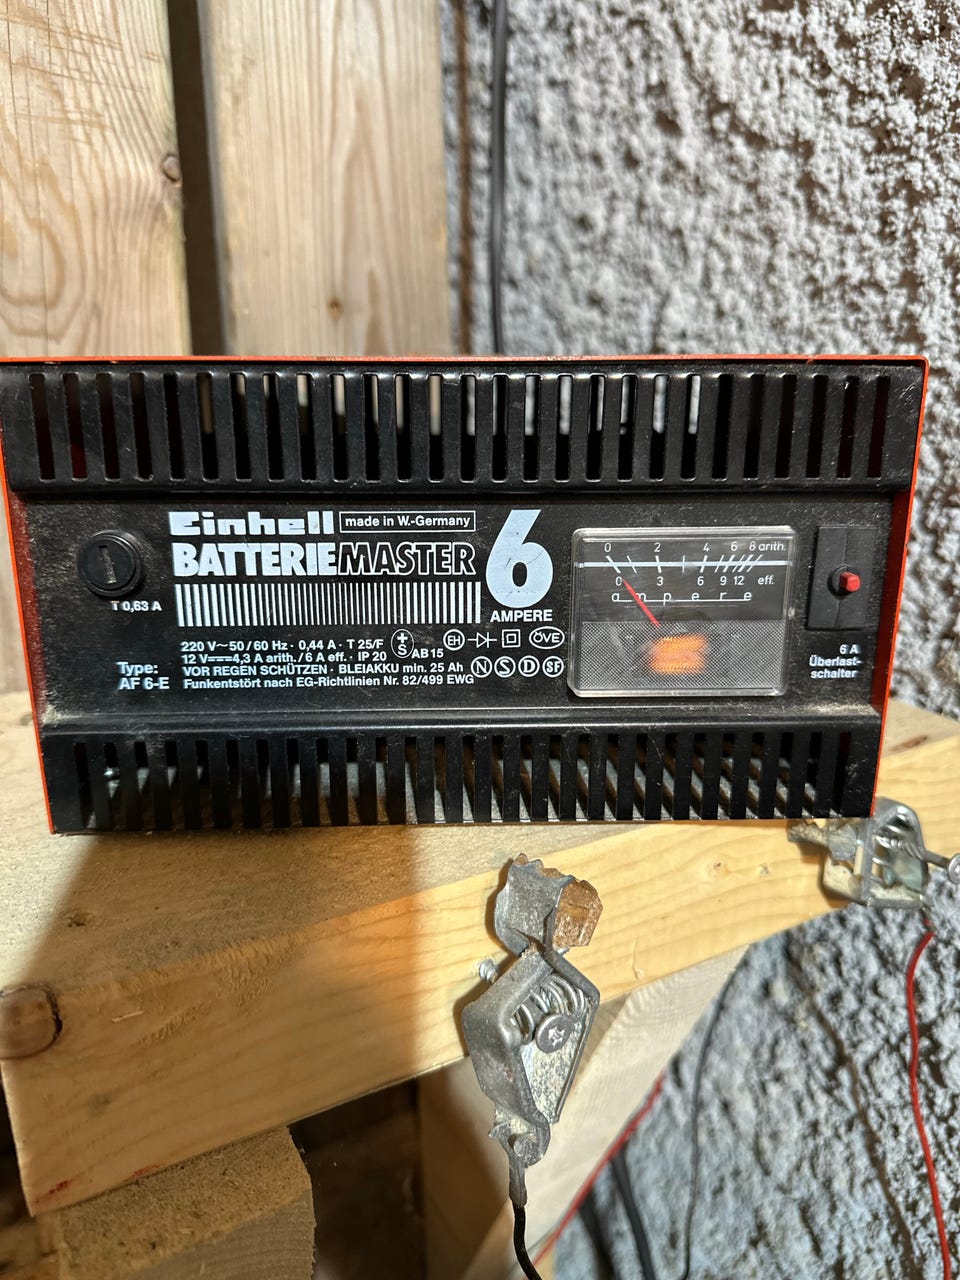 Einhell made in W.-Germany
BATTERIEMASTER
6
AMPERE
T 0,63 A
220 V~50/60 Hz · 0,44 A · T 25/F
12 V 4,3 A arith./6 A eff. · IP 20
AB 15
EH
ÖVE
VOR REGEN SCHÜTZEN · BLEIAKKU min. 25 Ah
Funkentstört nach EG-Richtlinien Nr. 82/499 EWG
N S D SF
Type:
AF 6-E
0 2 4 6 8 arith.
0 3 6 9 12 eff.
ampere
6 A
Überlast-
schalter